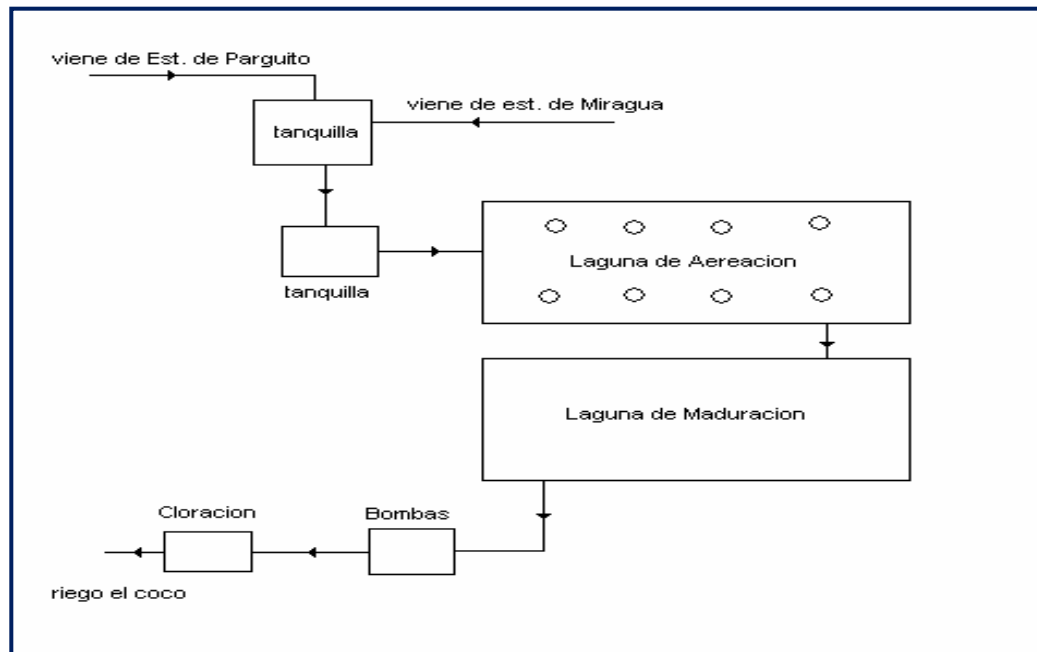 viene de Est. de Parguito
viene de est. de Miragua
tanquilla
tanquilla
Laguna de Aereacion
Laguna de Maduracion
Cloracion
Bombas
riego el coco